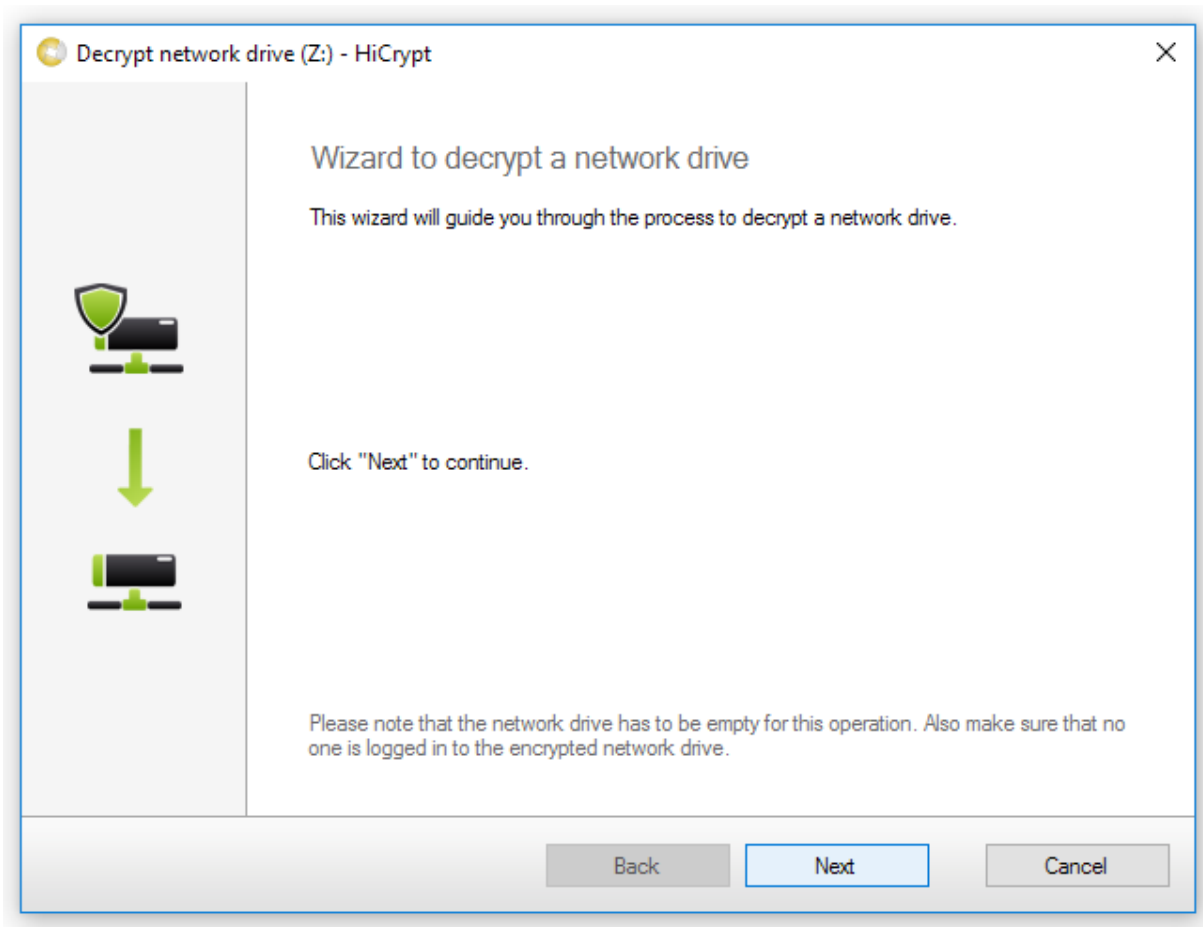 Decrypt network drive (Z:) - HiCrypt
Wizard to decrypt a network drive
This wizard will guide you through the process to decrypt a network drive.
Click "Next" to continue.
Please note that the network drive has to be empty for this operation. Also make sure that no
one is logged in to the encrypted network drive.
Back
Next
Cancel